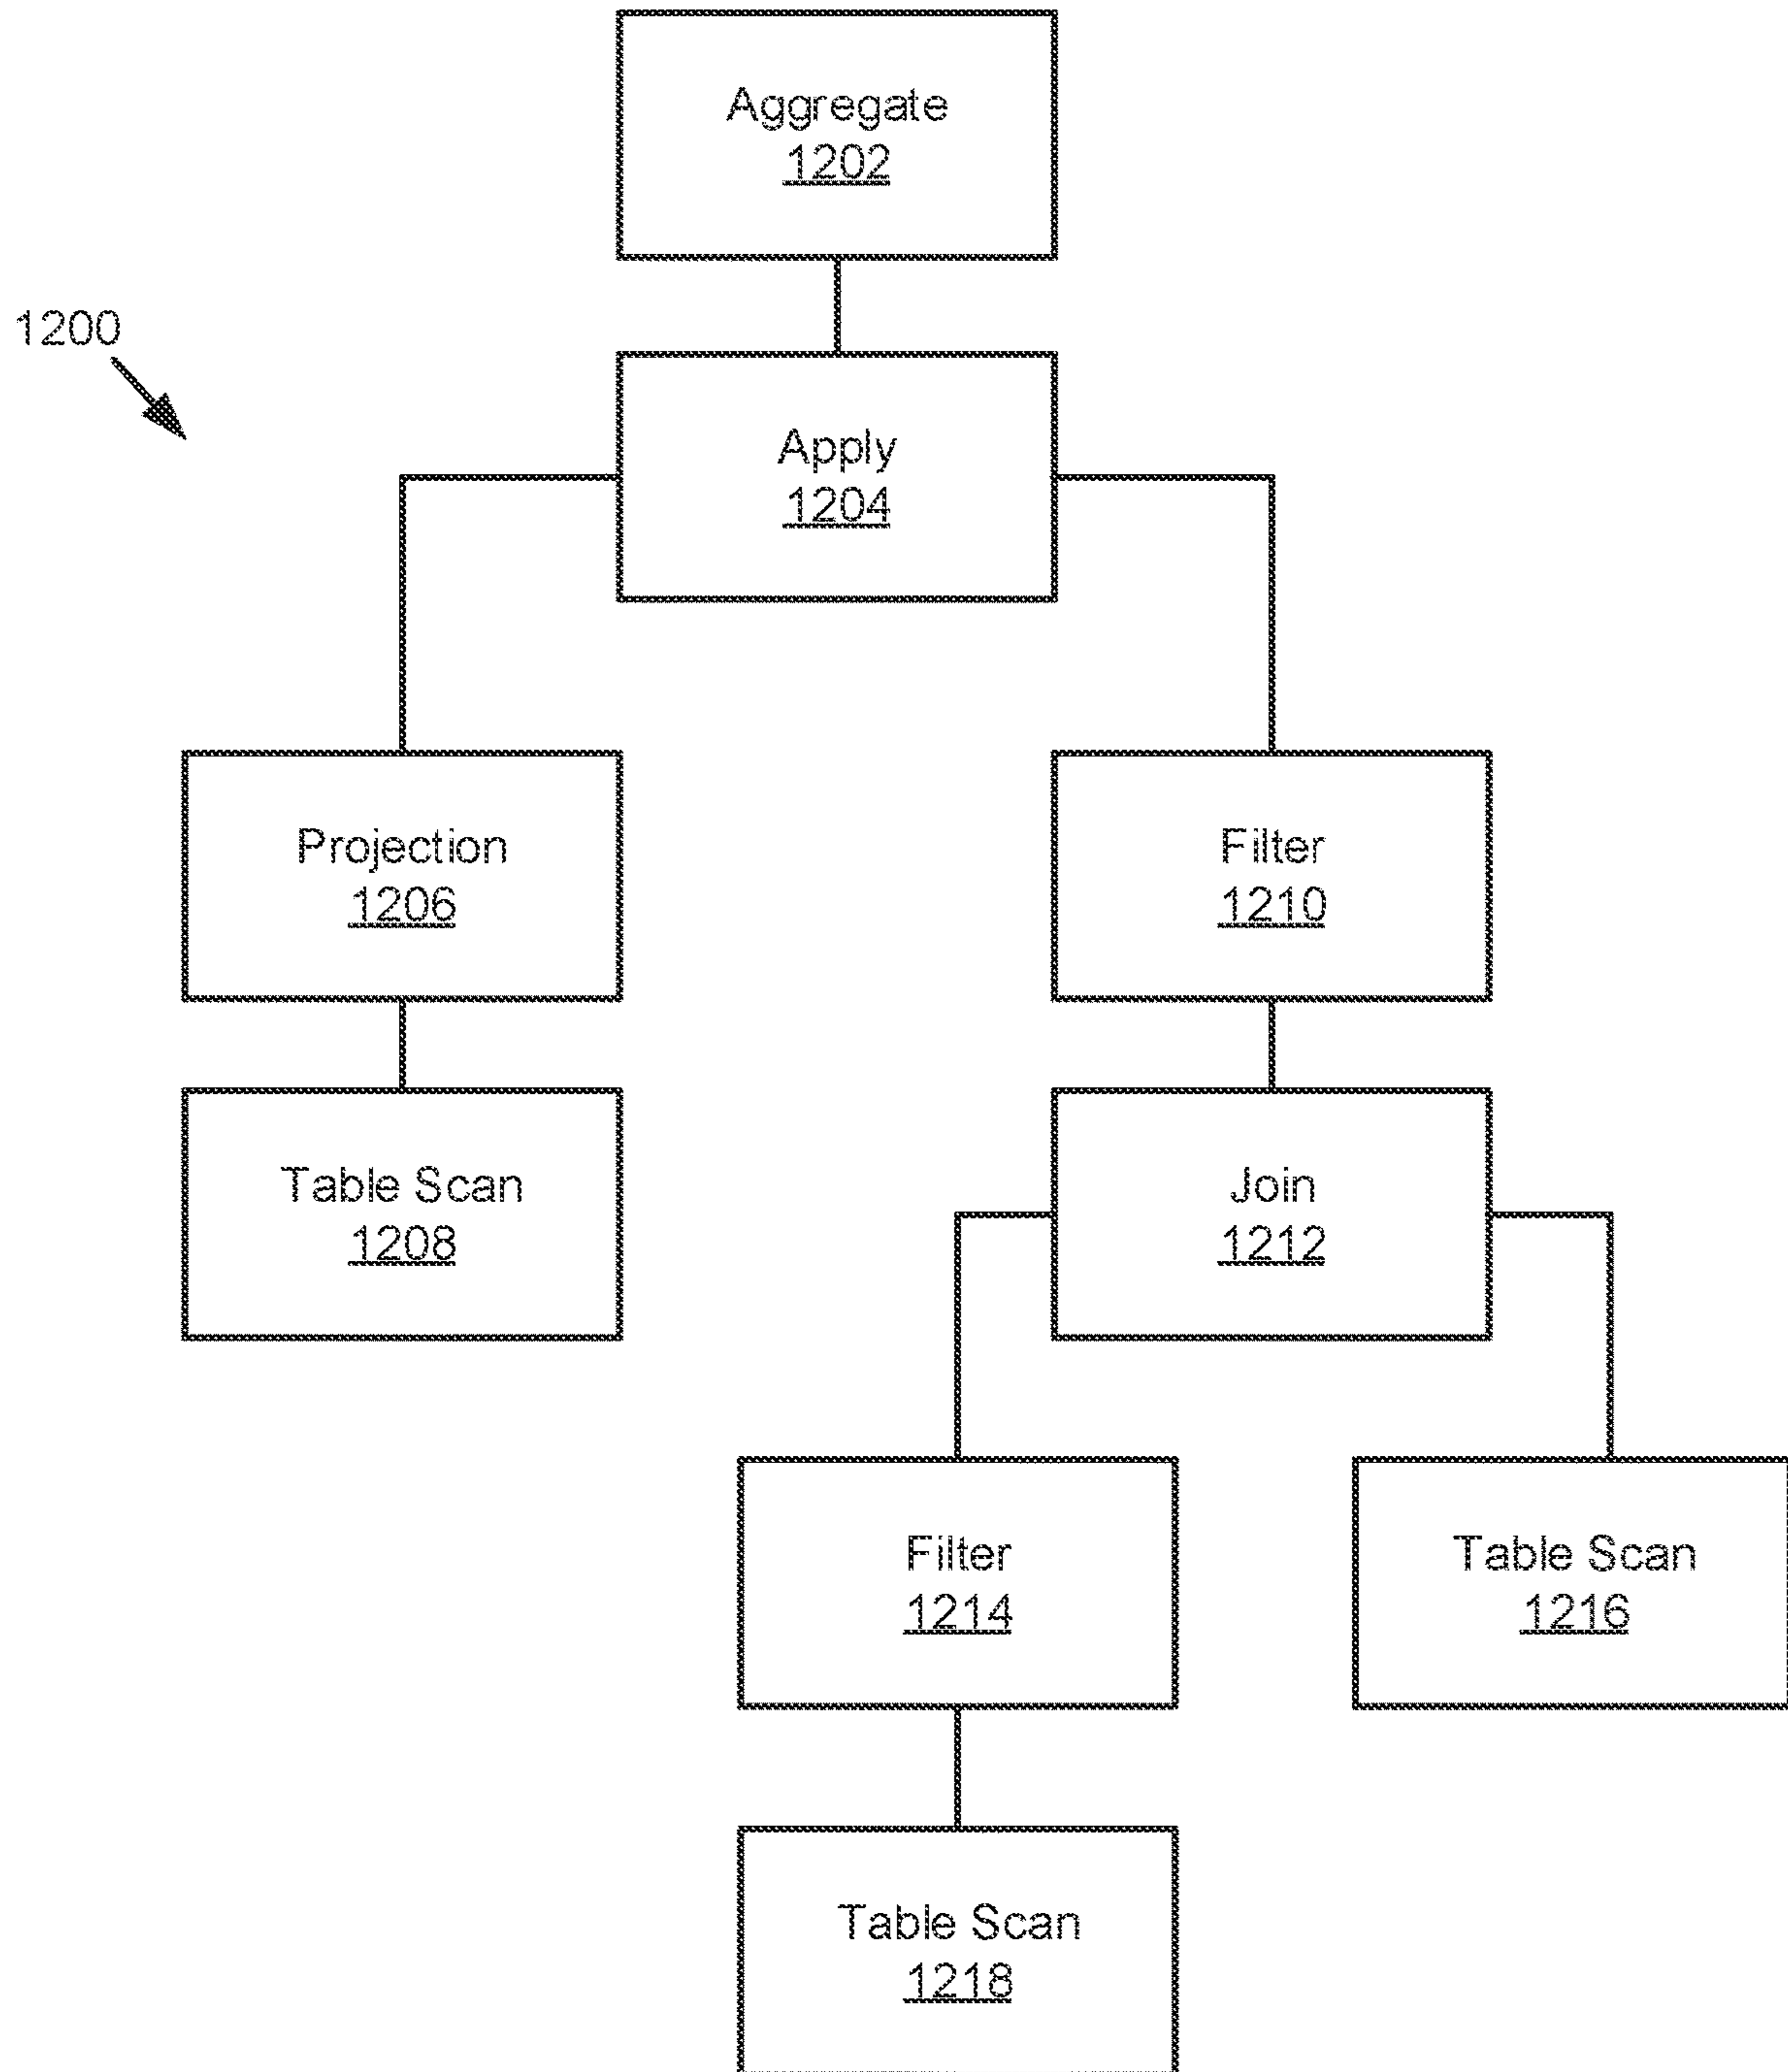 Aggregate
1202
1200
Apply
1204
Projection
1206
Filter
1210
Table Scan
1208
Join
1212
Filter
1214
Table Scan
1216
Table Scan
1218